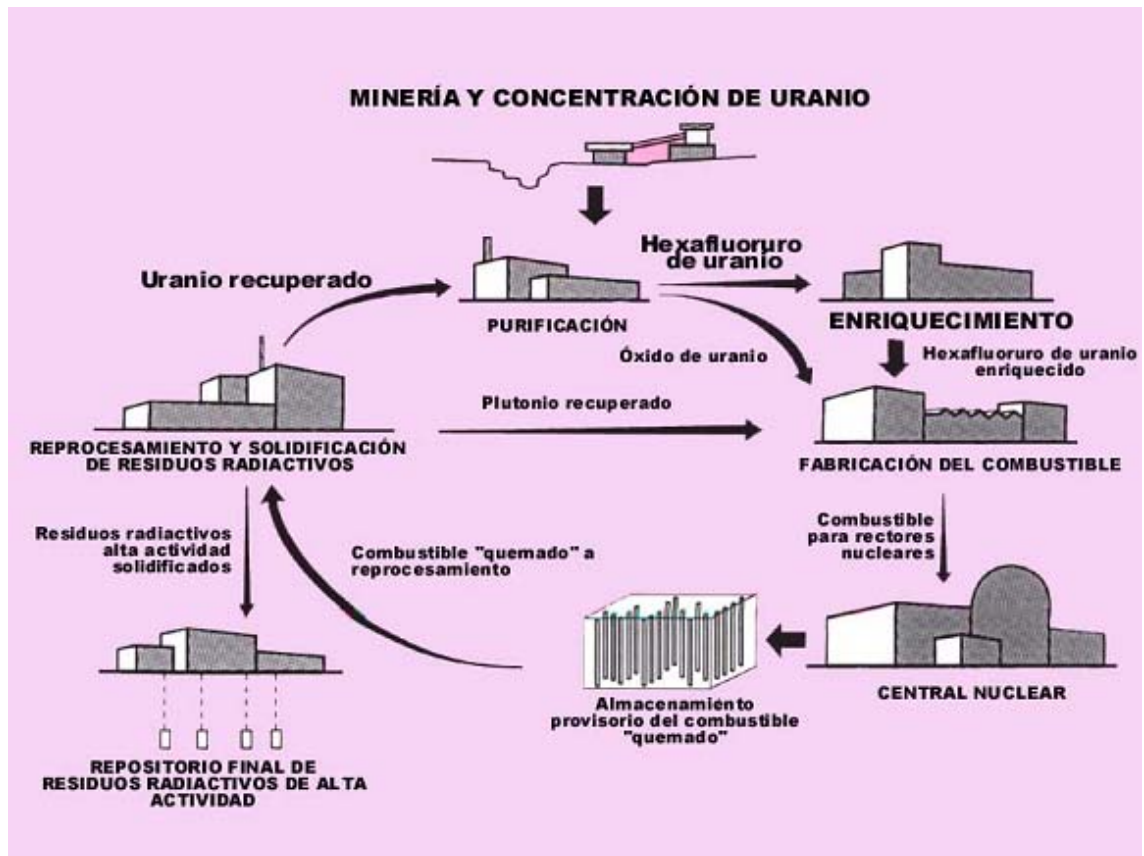 MINERÍA Y CONCENTRACIÓN DE URANIO
Hexafluoruro
de uranio
Uranio recuperado
PURIFICACIÓN
ENRIQUECIMIENTO
Óxido de uranio
Hexafluoruro de uranio
enriquecido
Plutonio recuperado
REPROCESAMIENTO Y SOLIDIFICACIÓN
DE RESIDUOS RADIACTIVOS
FABRICACIÓN DEL COMBUSTIBLE
Residuos radiactivos
alta actividad
solidificados
Combustible "quemado" a
reprocesamiento
Combustible
para rectores
nucleares
CENTRAL NUCLEAR
Almacenamiento
provisorio del combustible
"quemado"
REPOSITORIO FINAL DE
RESIDUOS RADIACTIVOS DE ALTA
ACTIVIDAD